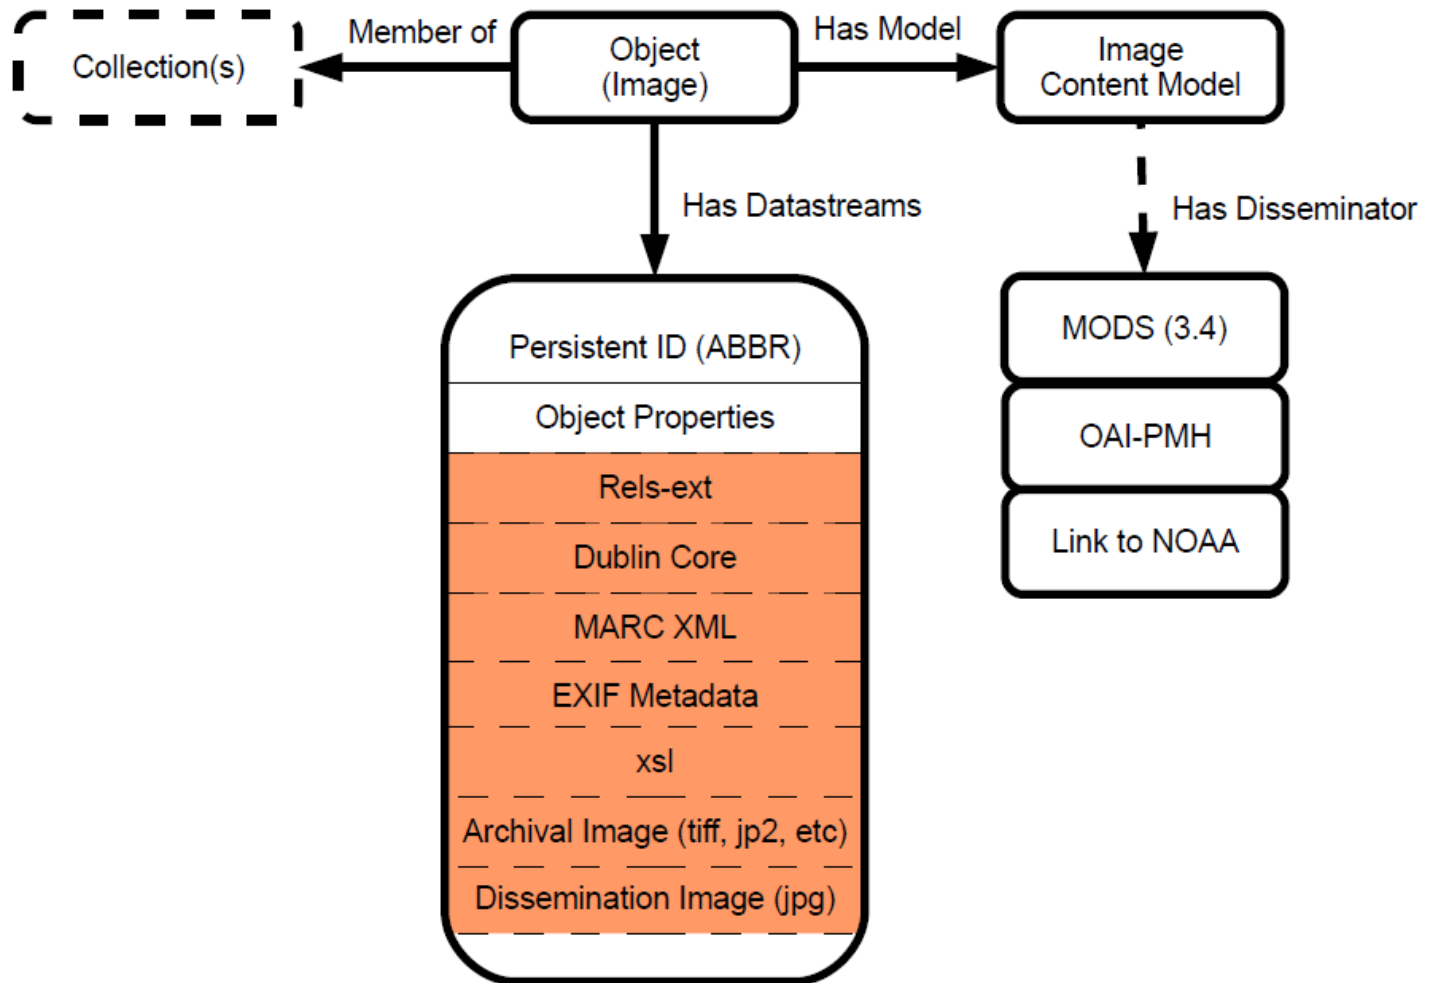 Collection(s)
Member of
Object
(Image)
Has Model
Image
Content Model
Has Datastreams
Has Disseminator
Persistent ID (ABBR)
Object Properties
Rels-ext
Dublin Core
MARC XML
EXIF Metadata
xsl
Archival Image (tiff, jp2, etc)
Dissemination Image (jpg)
MODS (3.4)
OAI-PMH
Link to NOAA